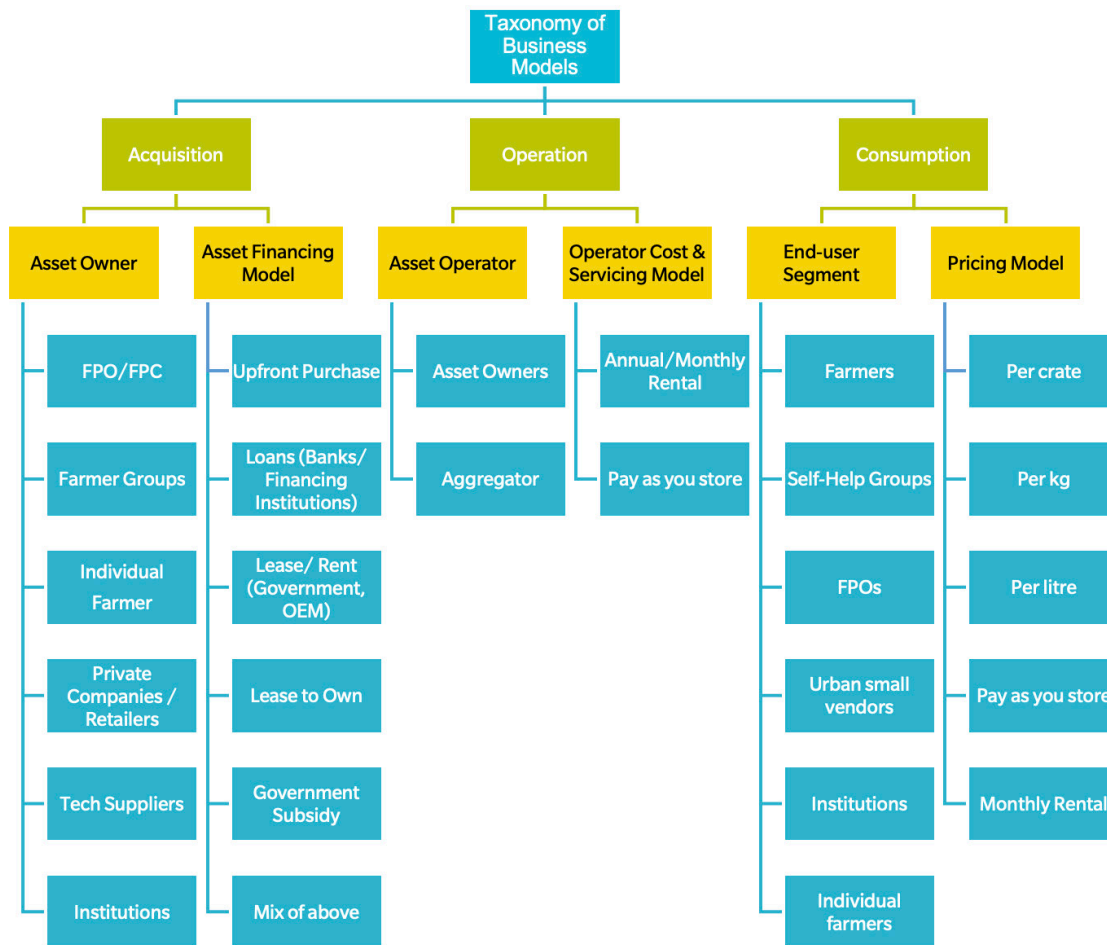 Taxonomy of
Business
Models
Acquisition
Operation
Consumption
Asset Owner
Asset Financing
Model
Asset Operator
Operator Cost &
Servicing Model
End-user
Segment
Pricing Model
FPO/FPC
Farmer Groups
Individual
Farmer
Private
Companies /
Retailers
Tech Suppliers
Institutions
Upfront Purchase
Loans (Banks/
Financing
Institutions)
Lease/ Rent
(Government,
OEM)
Lease to Own
Government
Subsidy
Mix of above
Asset Owners
Aggregator
Annual/Monthly
Rental
Pay as you store
Farmers
Self-Help Groups
FPOs
Urban small
vendors
Institutions
Individual
farmers
Per crate
Per kg
Per litre
Pay as you store
Monthly Rental